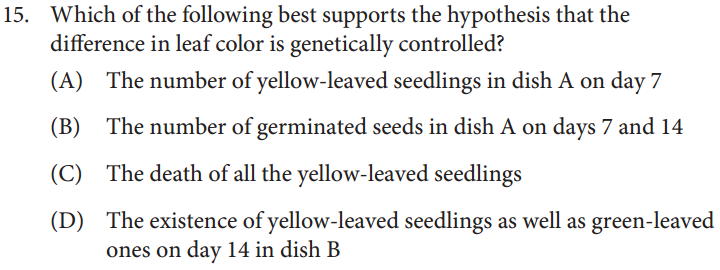 15. Which of the following best supports the hypothesis that the
difference in leaf color is genetically controlled?
(A) The number of yellow-leaved seedlings in dish A on day 7
(B) The number of germinated seeds in dish A on days 7 and 14
(C) The death of all the yellow-leaved seedlings
(D) The existence of yellow-leaved seedlings as well as green-leaved
ones on day 14 in dish B